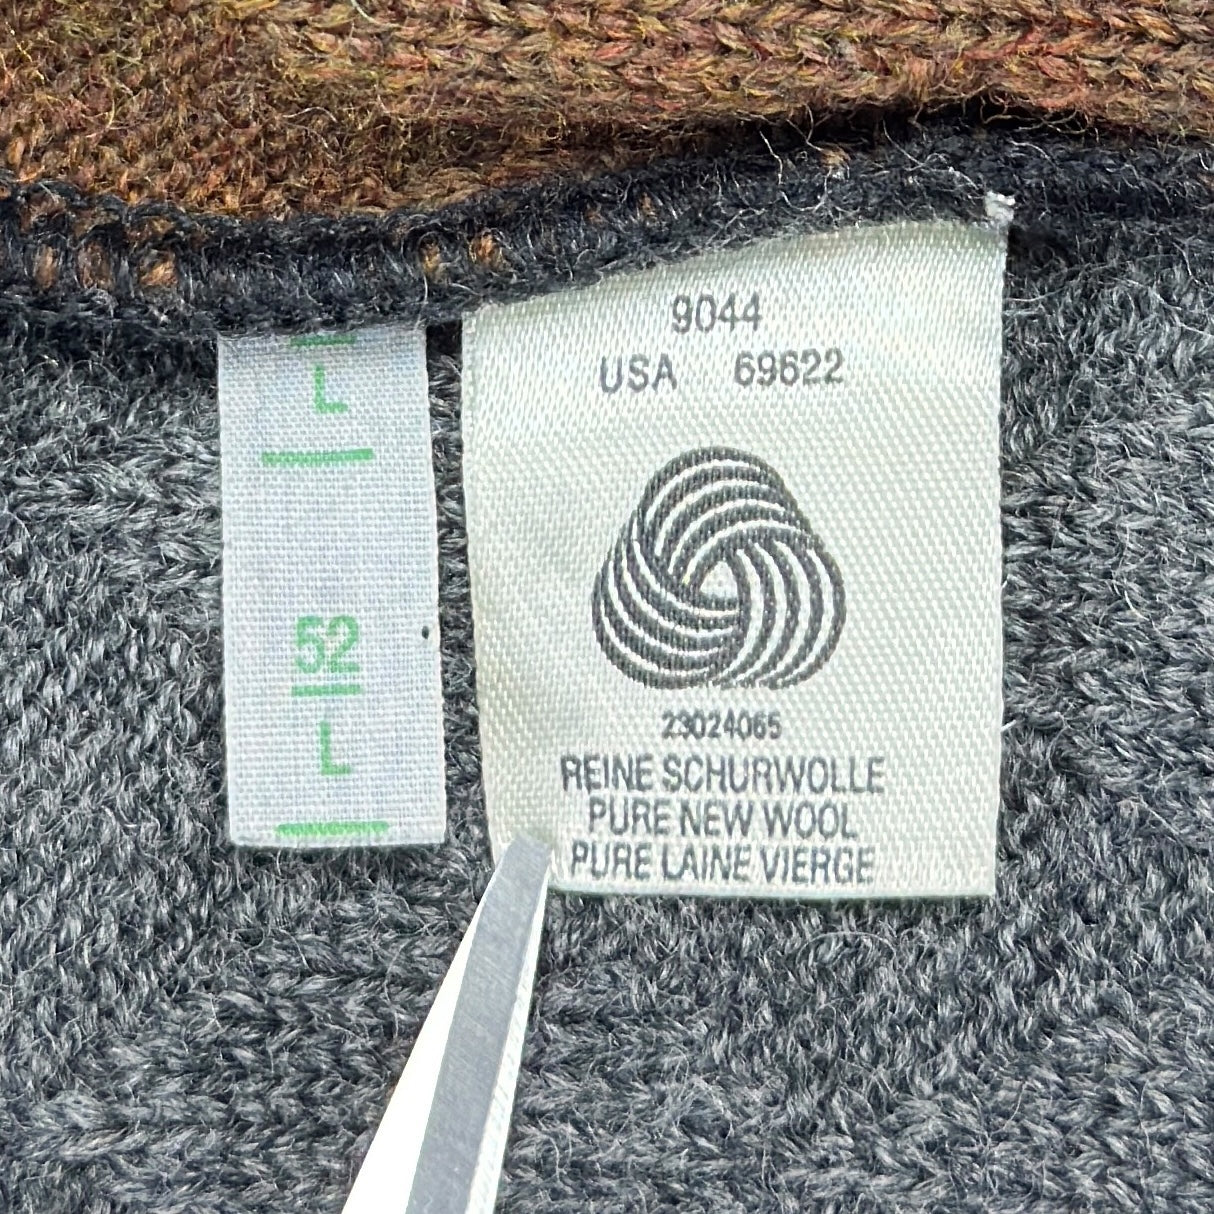 L
52
L
9044
USA 69622
23024065
REINE SCHURWOLLE
PURE NEW WOOL
PURE LAINE VIERGE